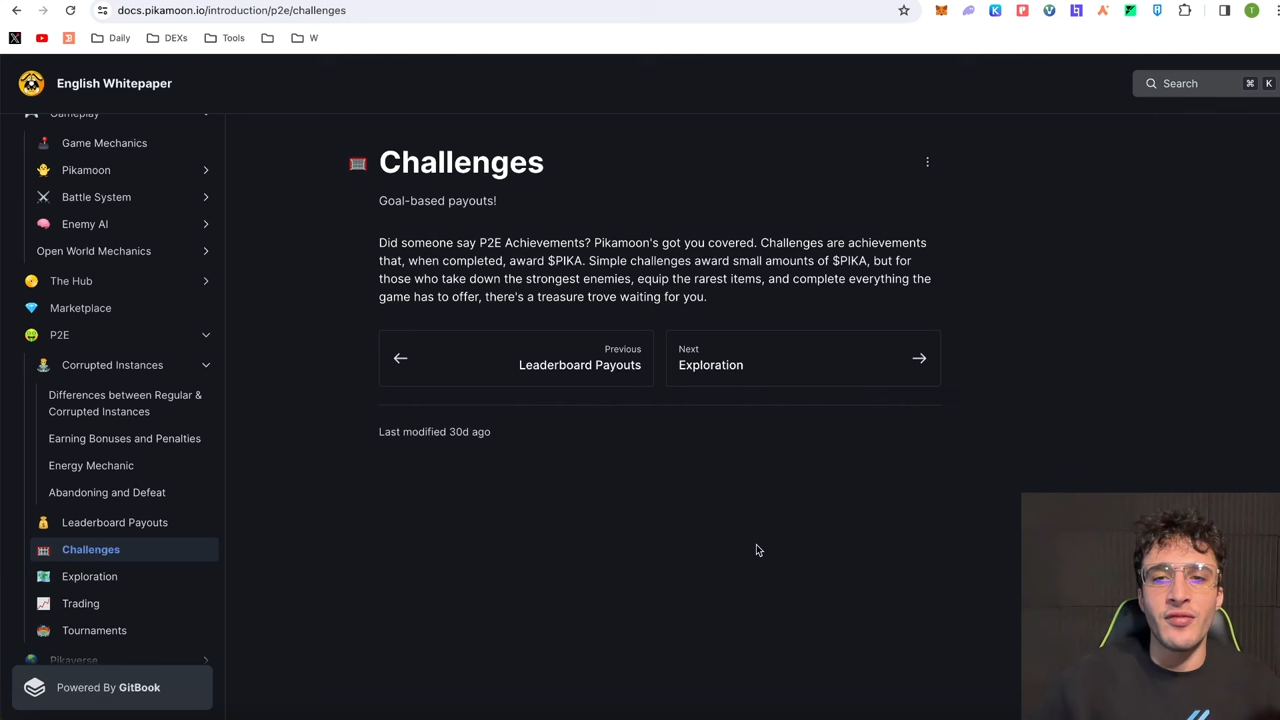 docs.pikamoon.io/introduction/p2e/challenges
T
X
Daily
DEXs
Tools
W
English Whitepaper
Search
⌘
K
Gameplay
Game Mechanics
Pikamoon
Battle System
Enemy AI
Open World Mechanics
The Hub
Marketplace
P2E
Corrupted Instances
Differences between Regular &
Corrupted Instances
Earning Bonuses and Penalties
Energy Mechanic
Abandoning and Defeat
Leaderboard Payouts
Challenges
Exploration
Trading
Tournaments
Pikaverse
Powered By GitBook
Challenges
Goal-based payouts!
Did someone say P2E Achievements? Pikamoon's got you covered. Challenges are achievements
that, when completed, award $PIKA. Simple challenges award small amounts of $PIKA, but for
those who take down the strongest enemies, equip the rarest items, and complete everything the
game has to offer, there's a treasure trove waiting for you.
Previous
Leaderboard Payouts
Next
Exploration
Last modified 30d ago